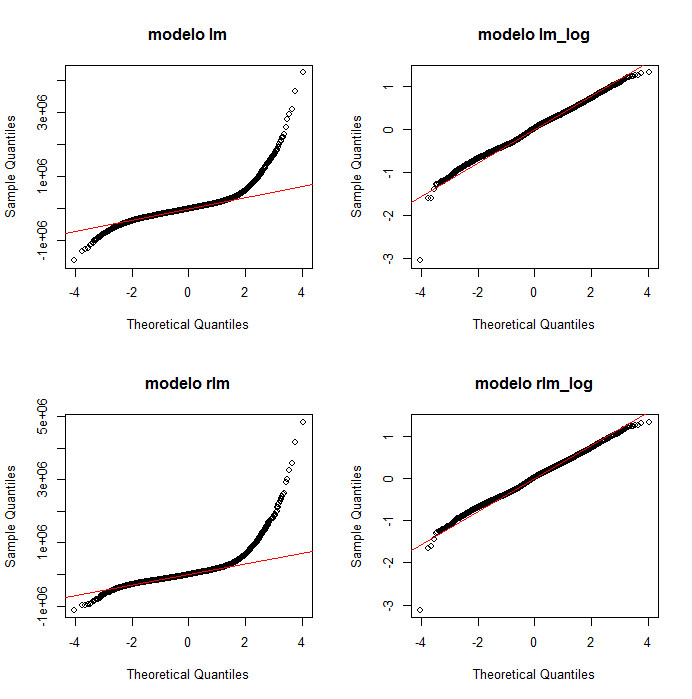 modelo lm
Sample Quantiles
-1e+06 1e+06 3e+06
-4 -2 0 2 4
Theoretical Quantiles
modelo lm_log
Sample Quantiles
-3 -2 -1 0 1
-4 -2 0 2 4
Theoretical Quantiles
modelo rlm
Sample Quantiles
-1e+06 1e+06 3e+06 5e+06
-4 -2 0 2 4
Theoretical Quantiles
modelo rlm_log
Sample Quantiles
-3 -2 -1 0 1
-4 -2 0 2 4
Theoretical Quantiles